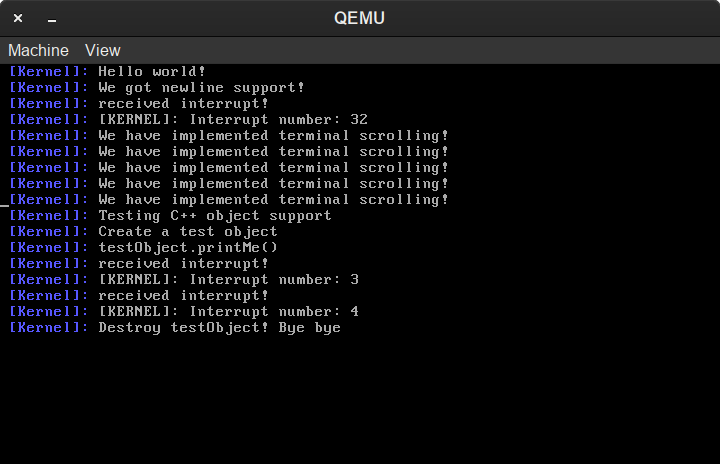 QEMU
Machine View
[Kernel]: Hello world!
[Kernel]: We got newline support!
[Kernel]: received interrupt!
[Kernel]: [KERNEL]: Interrupt number: 32
[Kernel]: We have implemented terminal scrolling!
[Kernel]: We have implemented terminal scrolling!
[Kernel]: We have implemented terminal scrolling!
[Kernel]: We have implemented terminal scrolling!
[Kernel]: We have implemented terminal scrolling!
[Kernel]: Testing C++ object support
[Kernel]: Create a test object
[Kernel]: testObject.printMe()
[Kernel]: received interrupt!
[Kernel]: [KERNEL]: Interrupt number: 3
[Kernel]: received interrupt!
[Kernel]: [KERNEL]: Interrupt number: 4
[Kernel]: Destroy testObject! Bye bye